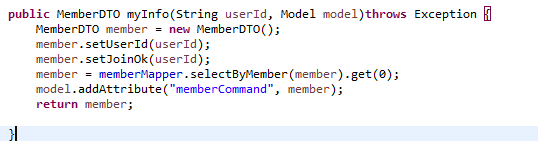 public MemberDTO myInfo(String userId, Model model)throws Exception {
MemberDTO member = new MemberDTO();
member.setUserId(userId);
member.setJoinOk(userId);
member = memberMapper.selectByMember(member).get(0);
model.addAttribute("memberCommand", member);
return member;
}